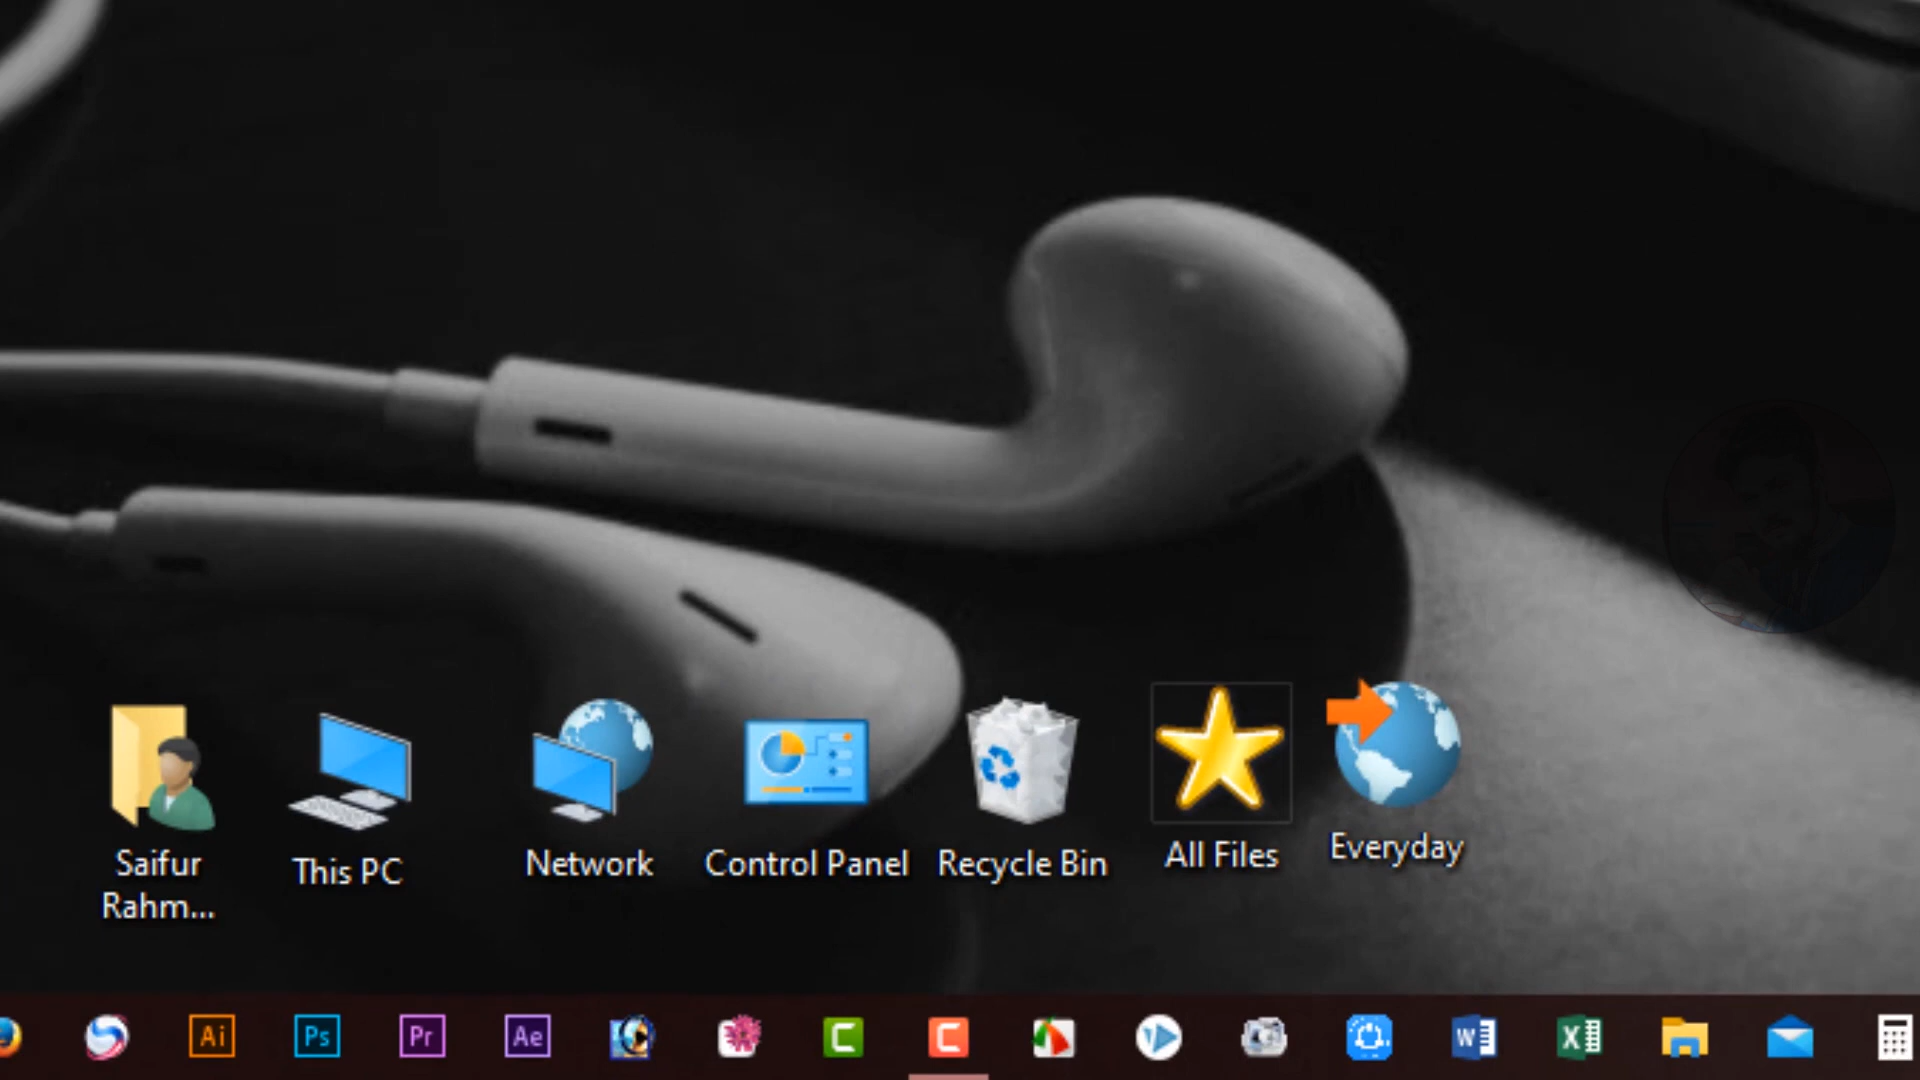 Saifur
Rahm...
This PC
Network
Control Panel
Recycle Bin
All Files
Everyday
Ai
Ps
Pr
Ae
C
C
W
X